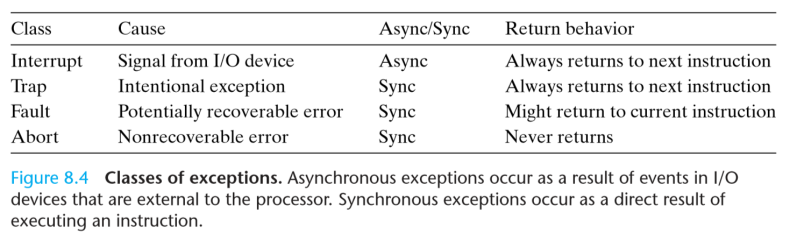 Class Cause Async/Sync Return behavior
Interrupt Signal from I/O device Async Always returns to next instruction
Trap Intentional exception Sync Always returns to next instruction
Fault Potentially recoverable error Sync Might return to current instruction
Abort Nonrecoverable error Sync Never returns
Figure 8.4 Classes of exceptions. Asynchronous exceptions occur as a result of events in I/O
devices that are external to the processor. Synchronous exceptions occur as a direct result of
executing an instruction.